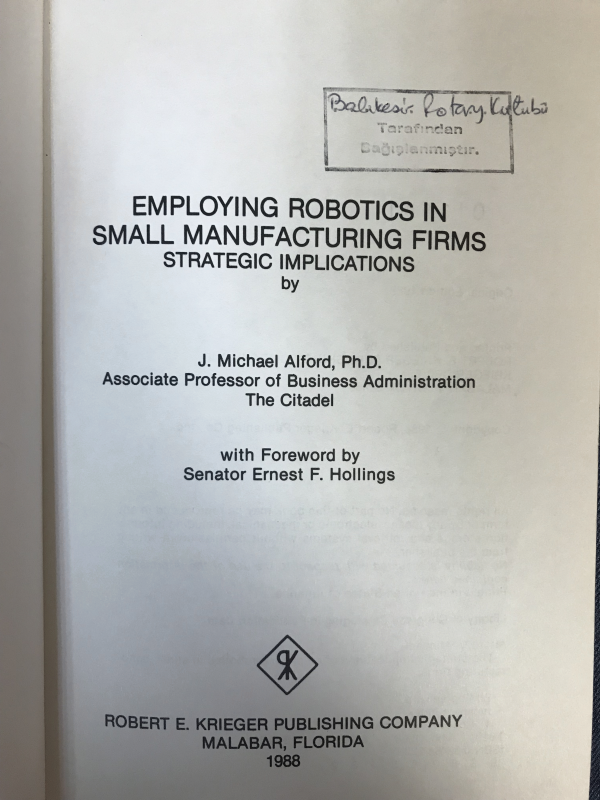 Balıkesir Rotary Kulübü
Tarafından
Bağışlanmıştır.
EMPLOYING ROBOTICS IN
SMALL MANUFACTURING FIRMS
STRATEGIC IMPLICATIONS
by
J. Michael Alford, Ph.D.
Associate Professor of Business Administration
The Citadel
with Foreword by
Senator Ernest F. Hollings
ROBERT E. KRIEGER PUBLISHING COMPANY
MALABAR, FLORIDA
1988